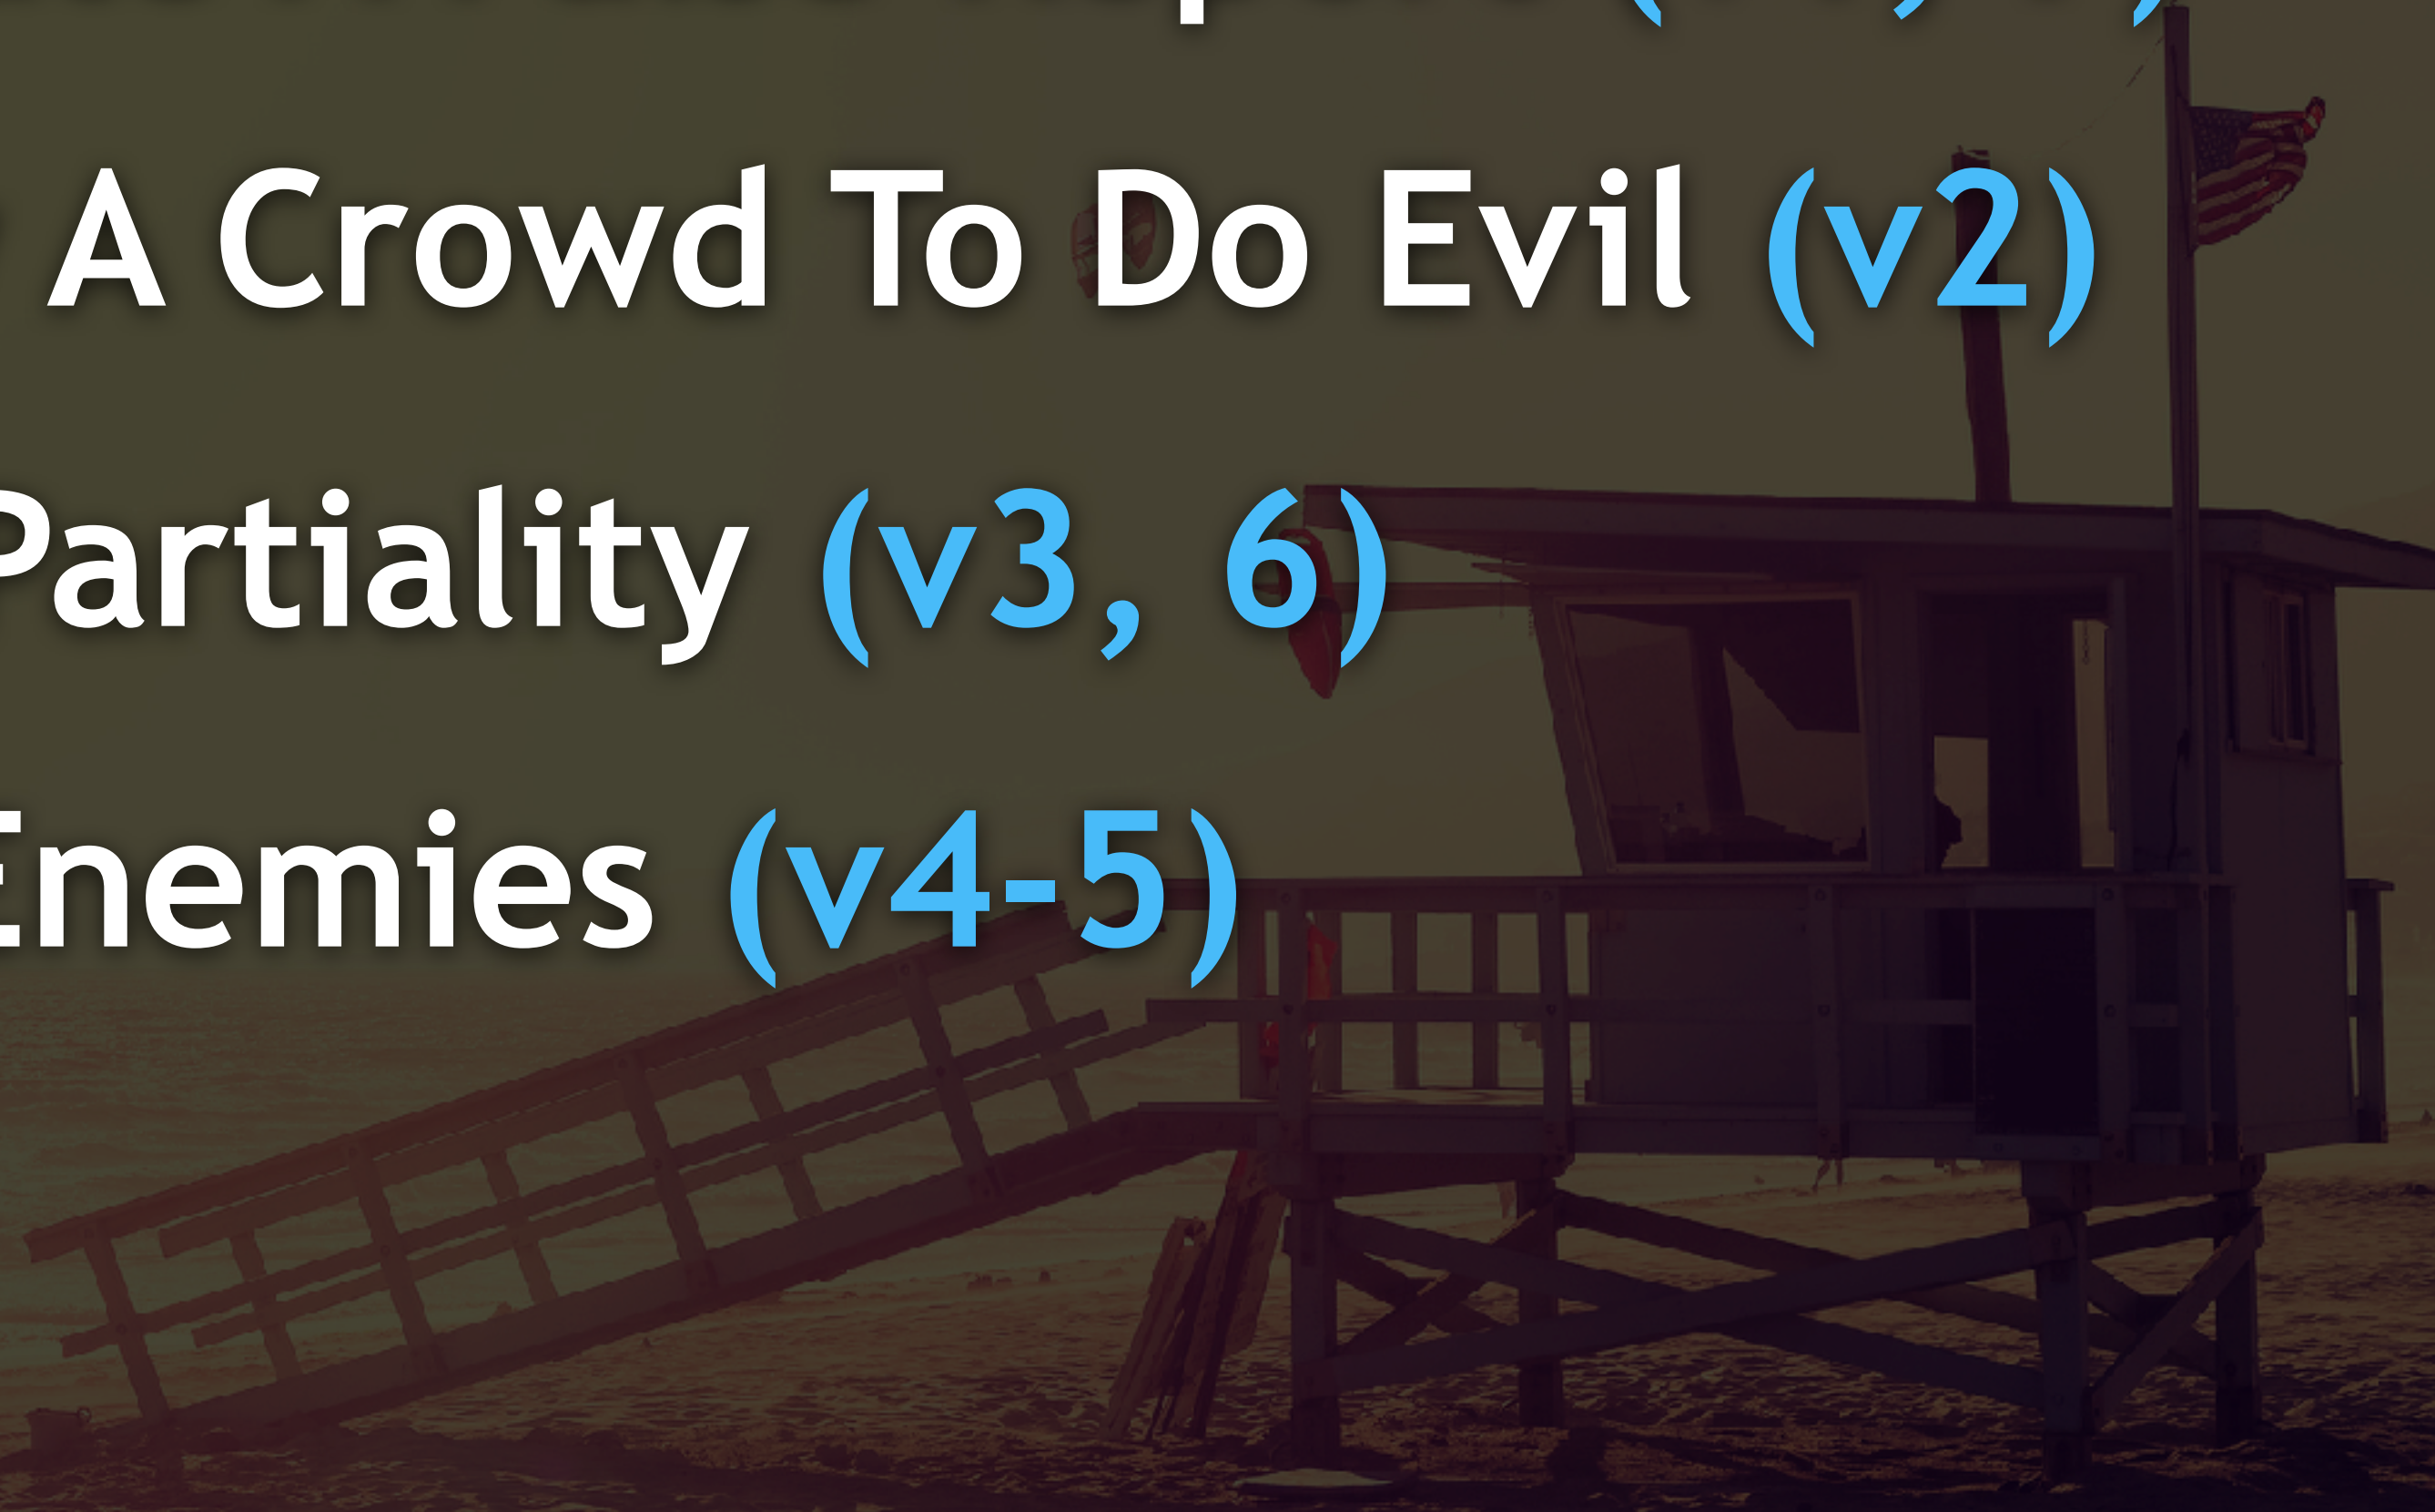 A Crowd To Do Evil (v2)
Partiality (v3, 6)
Enemies (v4-5)